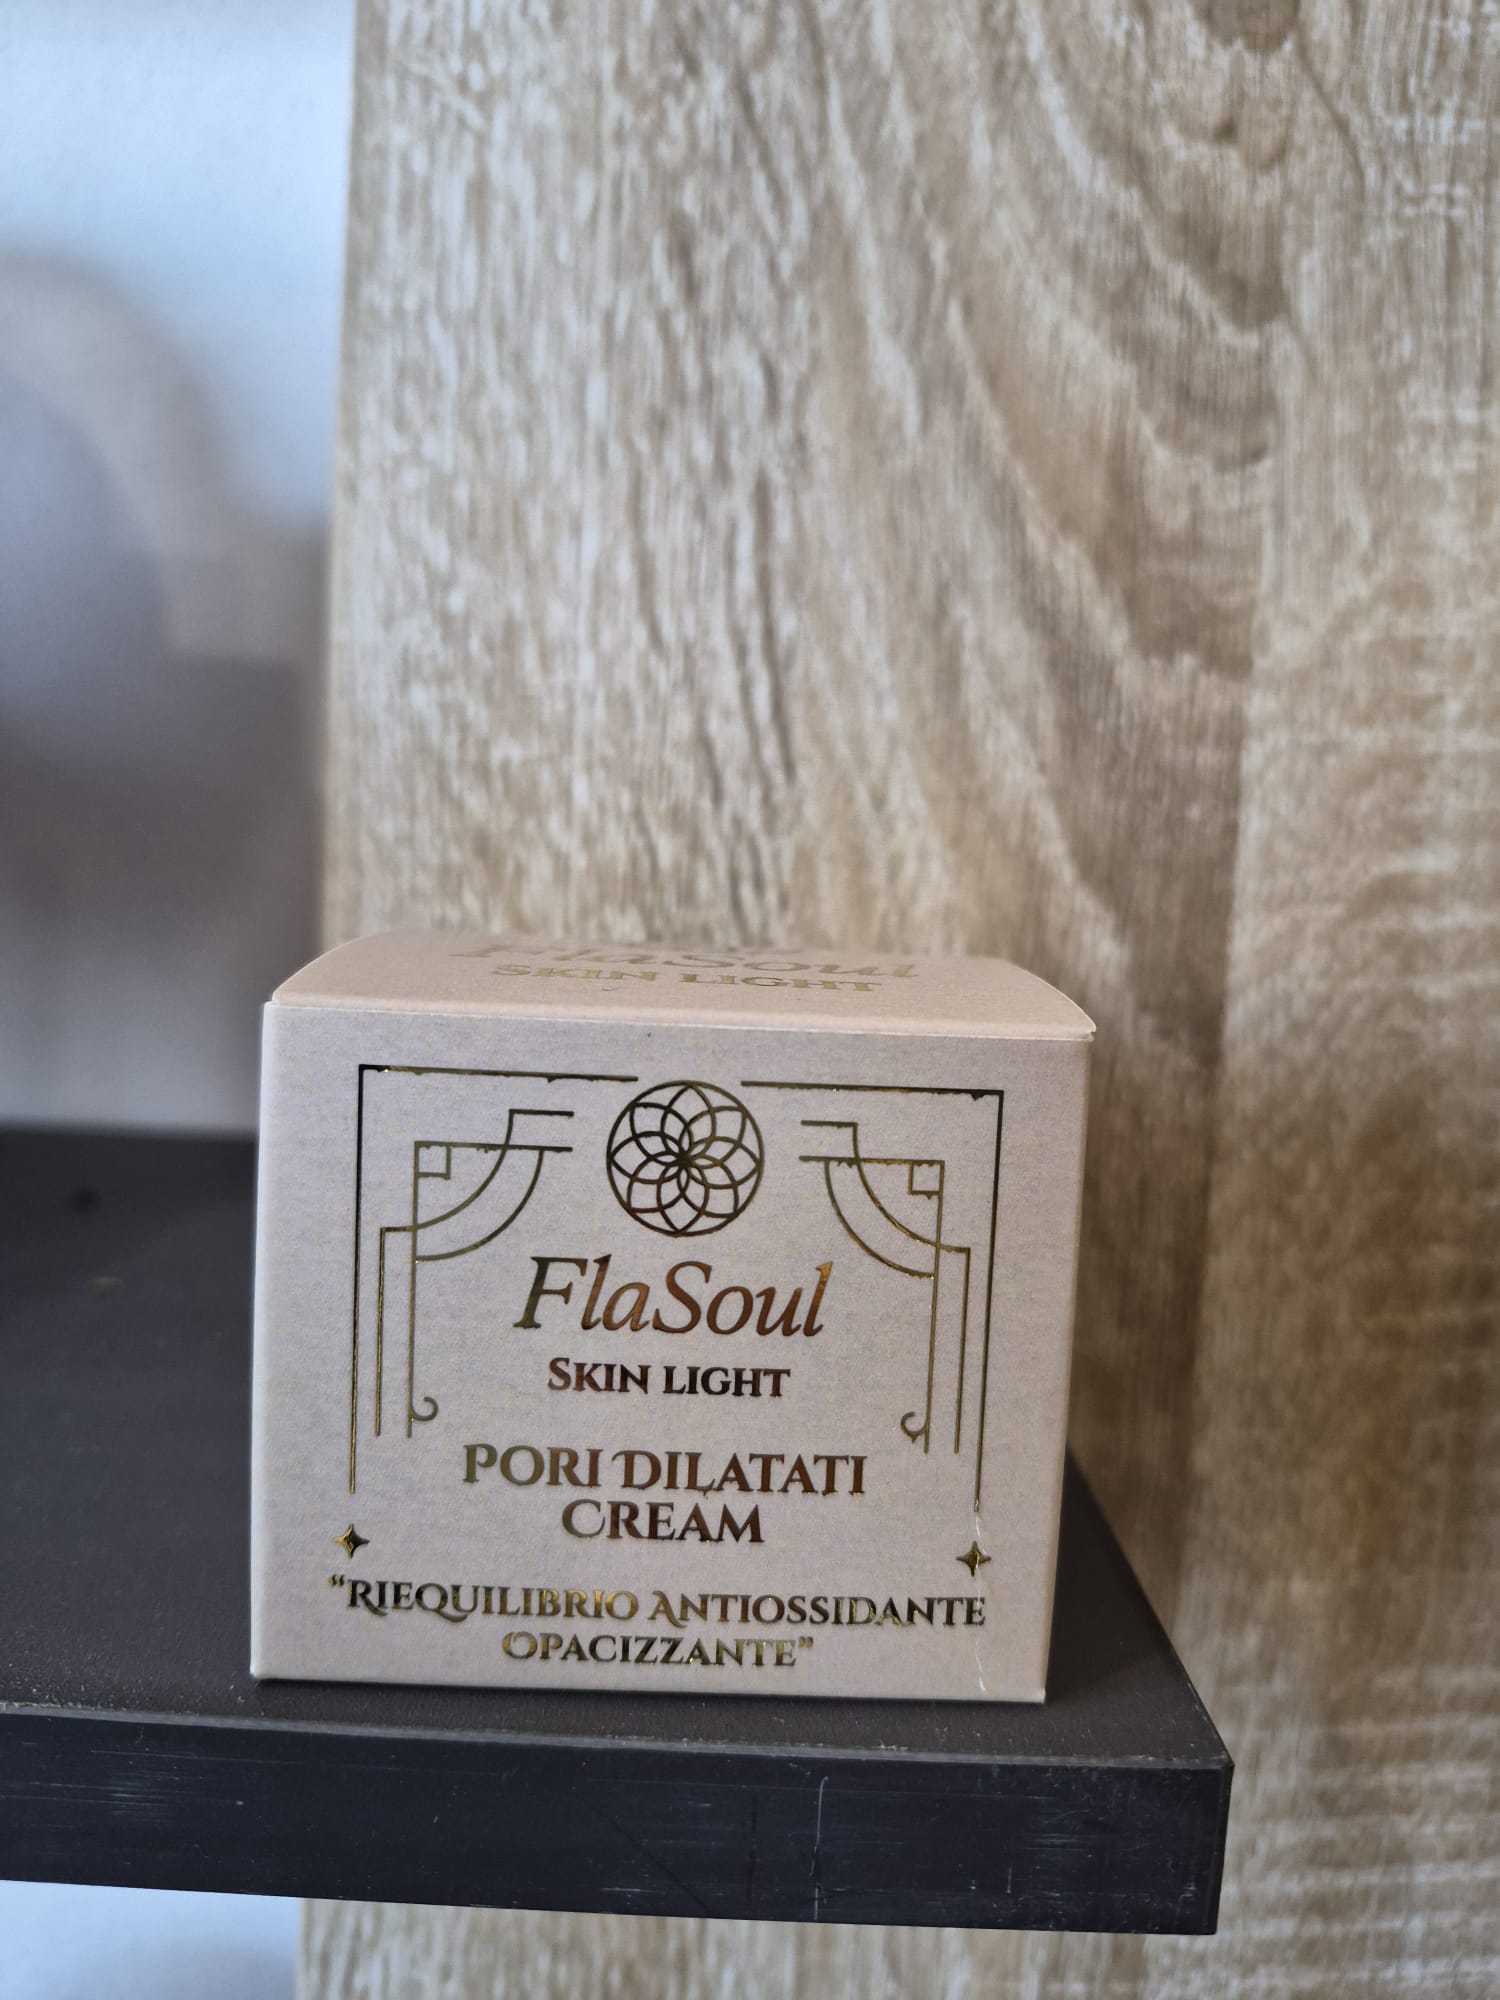 FlaSoul
SKIN LIGHT
FlaSoul
SKIN LIGHT
PORI DILATATI
CREAM
“RIEQUILIBRIO ANTIOSSIDANTE
OPACIZZANTE”